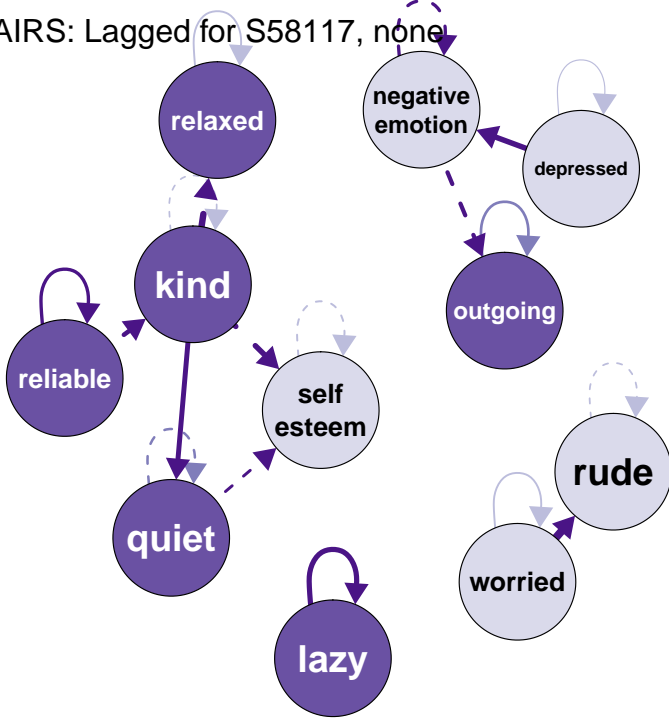 AIRS: Lagged for S58117, none
relaxed
negative
emotion
depressed
kind
outgoing
reliable
self
esteem
rude
quiet
worried
lazy